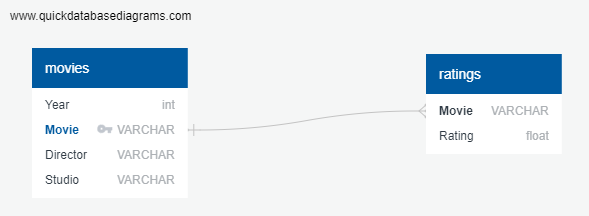 www.quickdatabasediagrams.com
movies
Year int
Movie VARCHAR
Director VARCHAR
Studio VARCHAR
ratings
Movie VARCHAR
Rating float